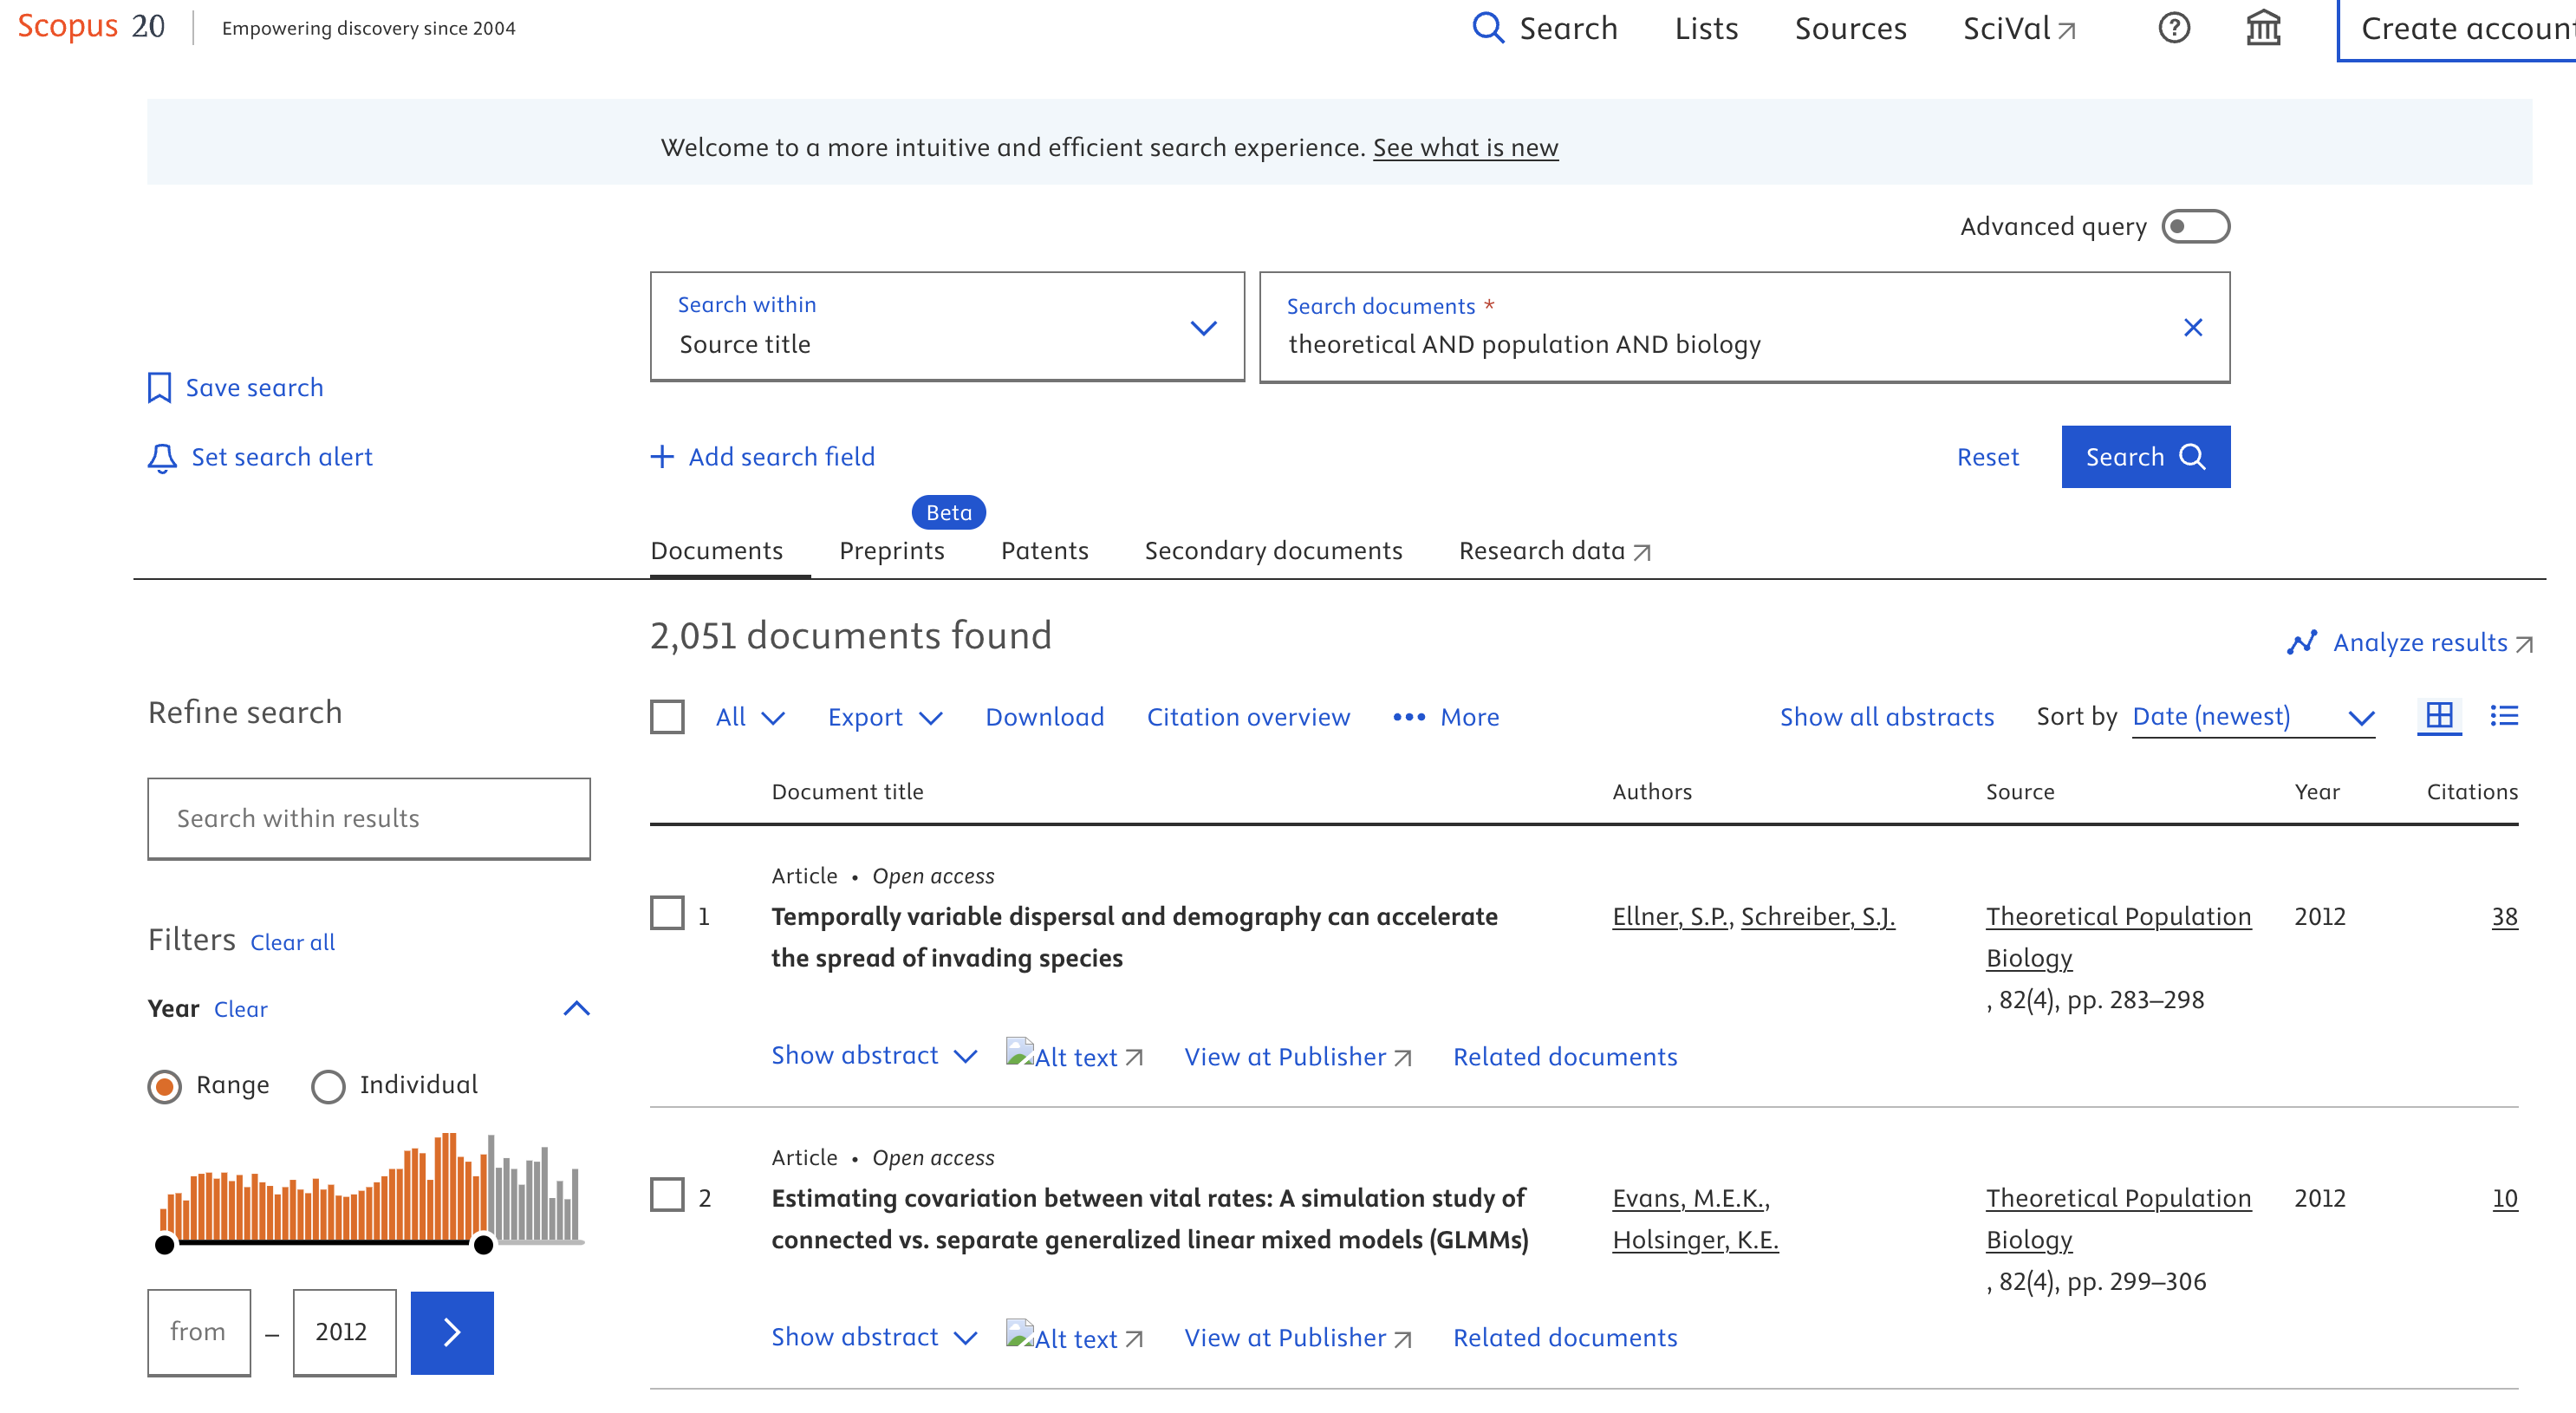 Scopus 20
Empowering discovery since 2004
Search
Lists
Sources
SciVal
Create account
Welcome to a more intuitive and efficient search experience. See what is new
Advanced query
Search within
Source title
Search documents *
theoretical AND population AND biology
Save search
Set search alert
Add search field
Reset
Search
Beta
Documents
Preprints
Patents
Secondary documents
Research data
2,051 documents found
Analyze results
Refine search
Search within results
Filters Clear all
Year Clear
Range
Individual
from – 2012
All
Export
Download
Citation overview
More
Show all abstracts
Sort by Date (newest)
Document title
Authors
Source
Year
Citations
Article • Open access
1
Temporally variable dispersal and demography can accelerate
the spread of invading species
Ellner, S.P., Schreiber, S.J.
Theoretical Population
Biology
, 82(4), pp. 283–298
2012
38
Show abstract
Alt text
View at Publisher
Related documents
Article • Open access
2
Estimating covariation between vital rates: A simulation study of
connected vs. separate generalized linear mixed models (GLMMs)
Evans, M.E.K.,
Holsinger, K.E.
Theoretical Population
Biology
, 82(4), pp. 299–306
2012
10
Show abstract
Alt text
View at Publisher
Related documents